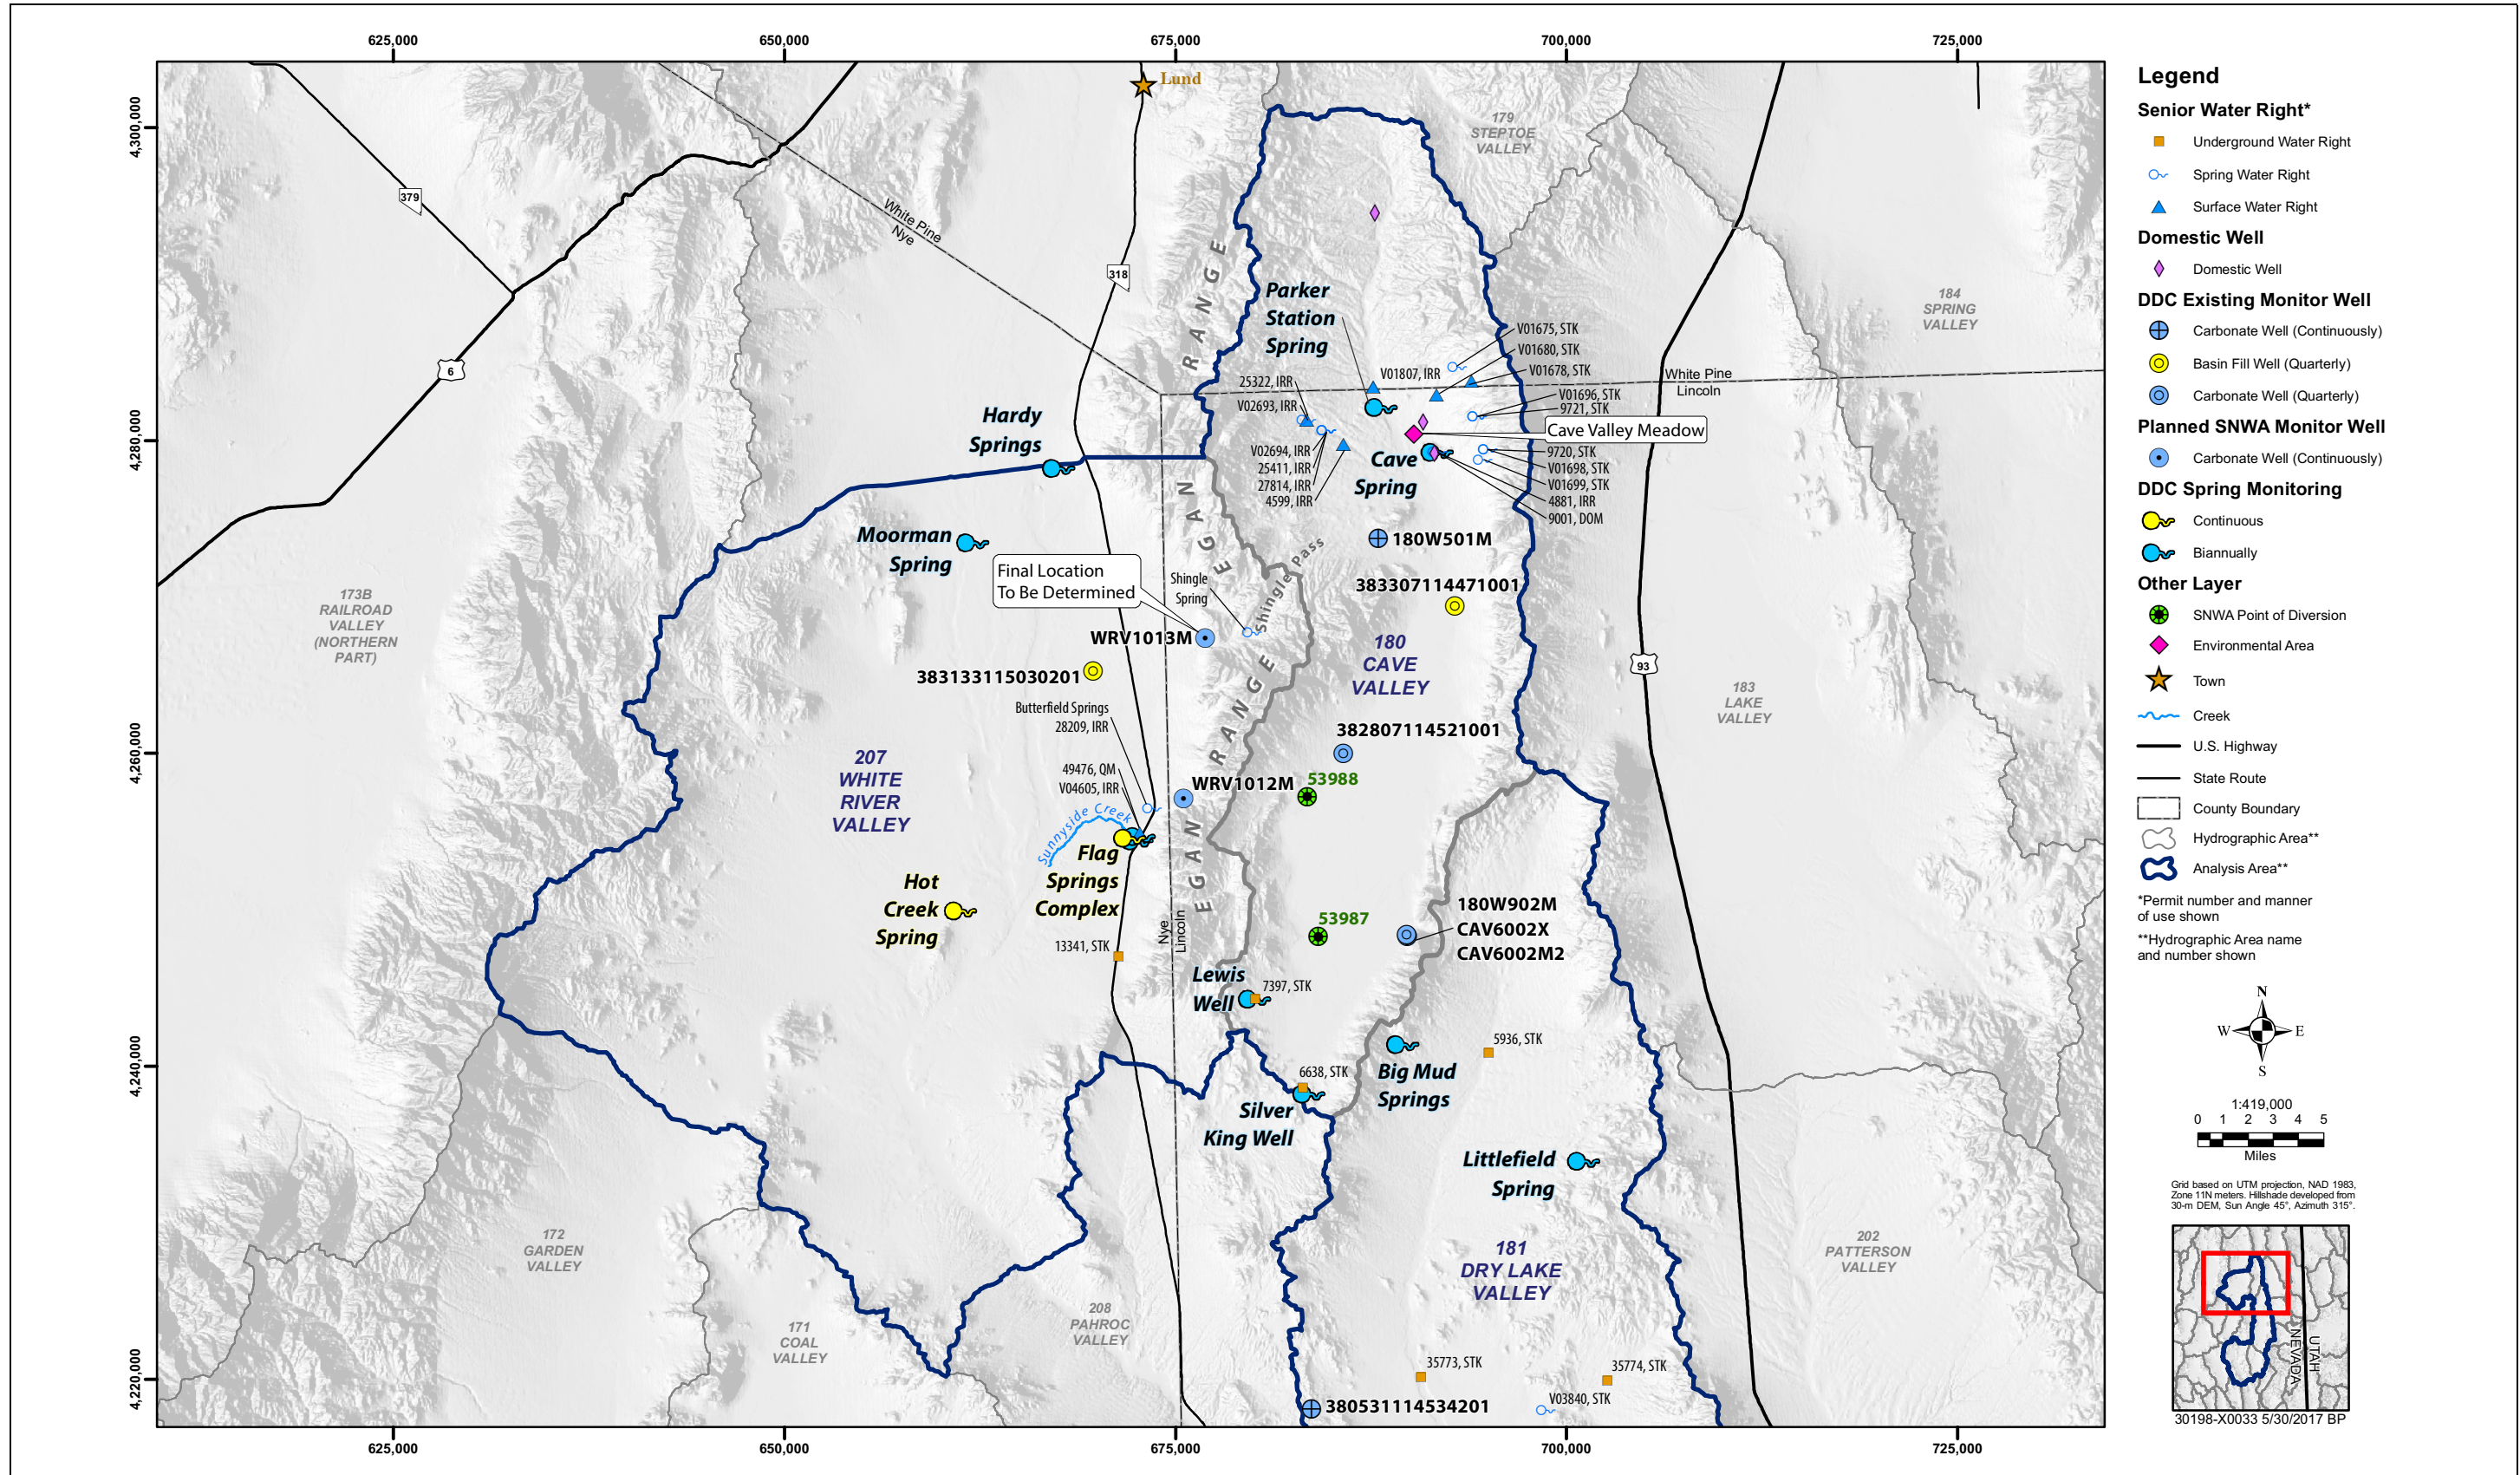 625,000
650,000
675,000
700,000
725,000
4,300,000
4,280,000
4,260,000
4,240,000
4,220,000
Lund
179
STEPTOE
VALLEY
379
White Pine
Nye
318
RANGE
Parker
Station
Spring
184
SPRING
VALLEY
6
V01675, STK
V01680, STK
V01678, STK
V01807, IRR
White Pine
Lincoln
25322, IRR
V02693, IRR
V01696, STK
9721, STK
Hardy
Springs
Cave Valley Meadow
V02694, IRR
25411, IRR
27814, IRR
4599, IRR
Cave
Spring
9720, STK
V01698, STK
V01699, STK
4881, IRR
9001, DOM
EGAN
Moorman
Spring
180W501M
Final Location
To Be Determined
Shingle
Spring
Shingle Pass
383307114471001
173B
RAILROAD
VALLEY
(NORTHERN
PART)
WRV1013M
180
CAVE
VALLEY
93
383133115030201
RANGE
183
LAKE
VALLEY
Butterfield Springs
28209, IRR
382807114521001
207
WHITE
RIVER
VALLEY
49476, QM
V04605, IRR
WRV1012M
53988
Sunnyside Creek
EGAN
Flag
Springs
Complex
Hot
Creek
Spring
Nye
Lincoln
53987
180W902M
CAV6002X
CAV6002M2
13341, STK
Lewis
Well
7397, STK
5936, STK
6638, STK
Big Mud
Springs
Silver
King Well
Littlefield
Spring
172
GARDEN
VALLEY
181
DRY LAKE
VALLEY
202
PATTERSON
VALLEY
208
PAHROC
VALLEY
171
COAL
VALLEY
35773, STK
35774, STK
V03840, STK
380531114534201
625,000
650,000
675,000
700,000
725,000
Legend
Senior Water Right*
Underground Water Right
Spring Water Right
Surface Water Right
Domestic Well
Domestic Well
DDC Existing Monitor Well
Carbonate Well (Continuously)
Basin Fill Well (Quarterly)
Carbonate Well (Quarterly)
Planned SNWA Monitor Well
Carbonate Well (Continuously)
DDC Spring Monitoring
Continuous
Biannually
Other Layer
SNWA Point of Diversion
Environmental Area
Town
Creek
U.S. Highway
State Route
County Boundary
Hydrographic Area**
Analysis Area**
*Permit number and manner
of use shown
**Hydrographic Area name
and number shown
N
W E
S
1:419,000
0 1 2 3 4 5
Miles
Grid based on UTM projection, NAD 1983,
Zone 11N meters. Hillshade developed from
30-m DEM, Sun Angle 45°, Azimuth 315°.
NEVADA
UTAH
30198-X0033 5/30/2017 BP